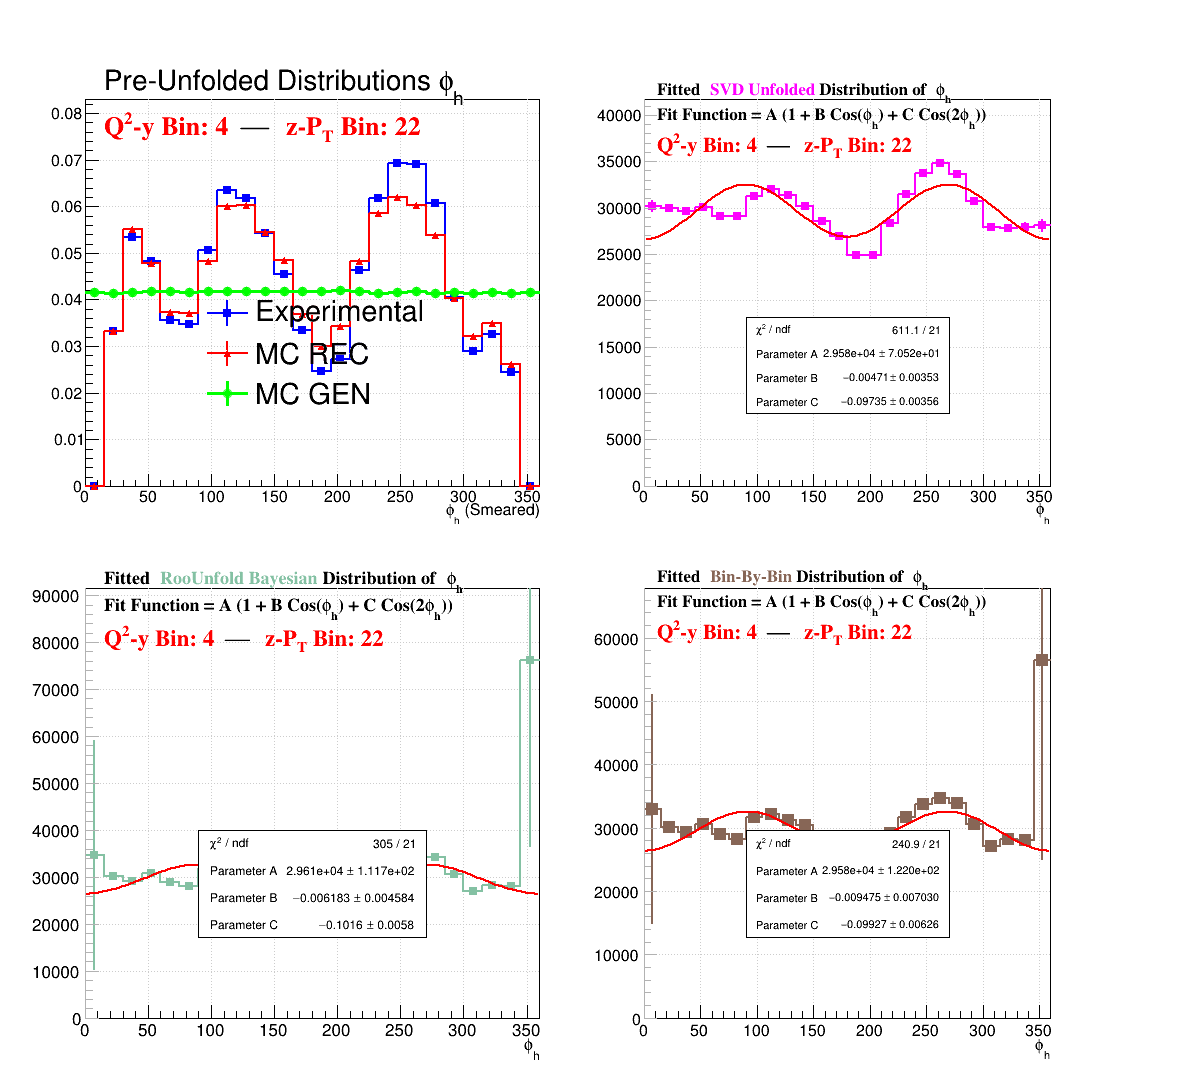 Pre-Unfolded Distributions ϕh
Q²-y Bin: 4 — z-PT Bin: 22
0.08
0.07
0.06
0.05
0.04
0.03
0.02
0.01
0
Experimental
MC REC
MC GEN
0 50 100 150 200 250 300 350
ϕh (Smeared)
Fitted SVD Unfolded Distribution of ϕh
Fit Function = A (1 + B Cos(ϕh) + C Cos(2ϕh))
Q²-y Bin: 4 — z-PT Bin: 22
40000
35000
30000
25000
20000
15000
10000
5000
0
χ² / ndf 611.1 / 21
Parameter A 2.958e+04 ± 7.052e+01
Parameter B −0.00471 ± 0.00353
Parameter C −0.09735 ± 0.00356
0 50 100 150 200 250 300 350
ϕh
Fitted RooUnfold Bayesian Distribution of ϕh
Fit Function = A (1 + B Cos(ϕh) + C Cos(2ϕh))
Q²-y Bin: 4 — z-PT Bin: 22
90000
80000
70000
60000
50000
40000
30000
20000
10000
0
χ² / ndf 305 / 21
Parameter A 2.961e+04 ± 1.117e+02
Parameter B −0.006183 ± 0.004584
Parameter C −0.1016 ± 0.0058
0 50 100 150 200 250 300 350
ϕh
Fitted Bin-By-Bin Distribution of ϕh
Fit Function = A (1 + B Cos(ϕh) + C Cos(2ϕh))
Q²-y Bin: 4 — z-PT Bin: 22
60000
50000
40000
30000
20000
10000
0
χ² / ndf 240.9 / 21
Parameter A 2.958e+04 ± 1.220e+02
Parameter B −0.009475 ± 0.007030
Parameter C −0.09927 ± 0.00626
0 50 100 150 200 250 300 350
ϕh